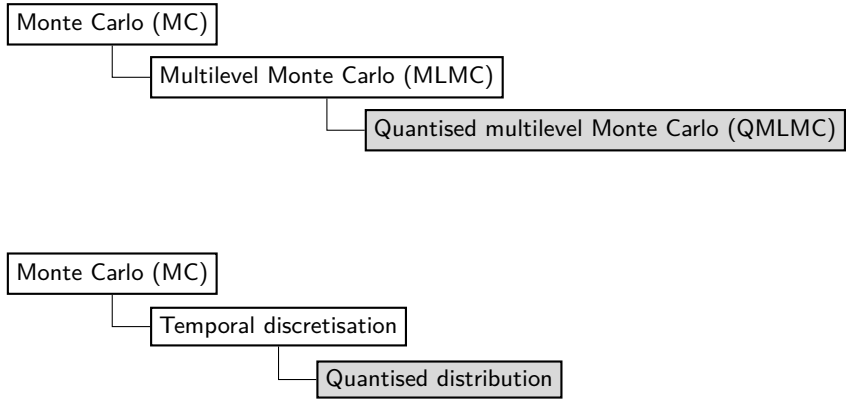 Monte Carlo (MC)
Multilevel Monte Carlo (MLMC)
Quantised multilevel Monte Carlo (QMLMC)
Monte Carlo (MC)
Temporal discretisation
Quantised distribution